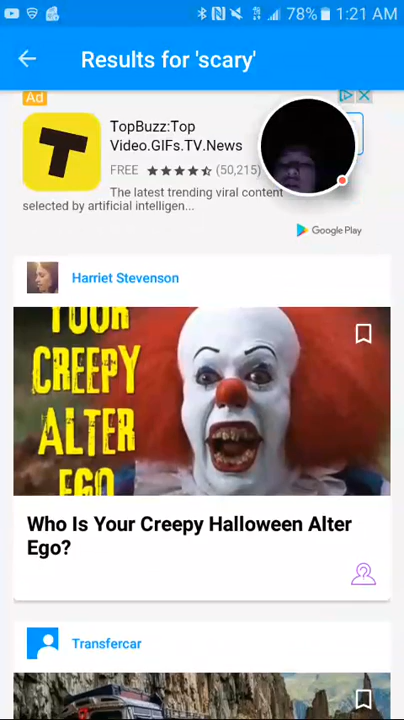 78% 1:21 AM
Results for 'scary'
Ad
TopBuzz:Top
Video.GIFs.TV.News
FREE ★★★★★ (50,215)
The latest trending viral content
selected by artificial intelligen...
Google Play
Harriet Stevenson
YOUR
CREEPY
ALTER
EGO
Who Is Your Creepy Halloween Alter
Ego?
Transfercar